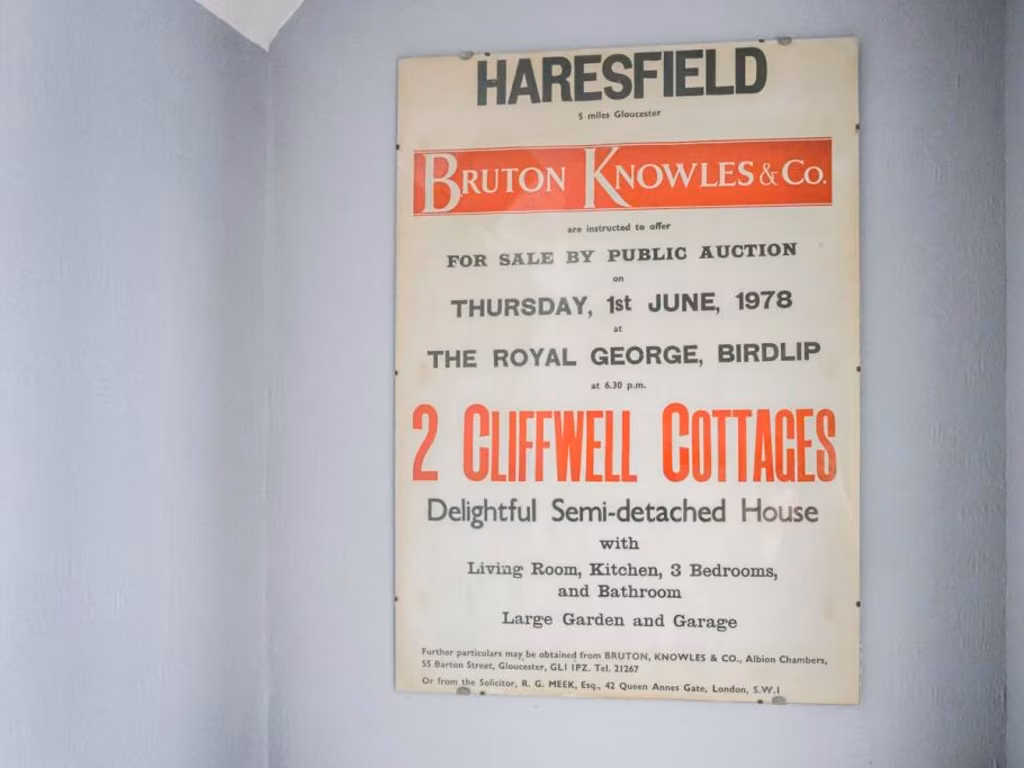 HARESFIELD
5 miles Gloucester
BRUTON KNOWLES & CO.
are instructed to offer
FOR SALE BY PUBLIC AUCTION
on
THURSDAY, 1st JUNE, 1978
at
THE ROYAL GEORGE, BIRDLIP
at 6.30 p.m.
2 CLIFFWELL COTTAGES
Delightful Semi-detached House
with
Living Room, Kitchen, 3 Bedrooms,
and Bathroom
Large Garden and Garage
Further particulars may be obtained from BRUTON, KNOWLES & CO., Albion Chambers,
55 Barton Street, Gloucester, GL1 1PZ. Tel. 21267
Or from the Solicitor, R. G. MEEK, Esq., 42 Queen Annes Gate, London, S.W.1